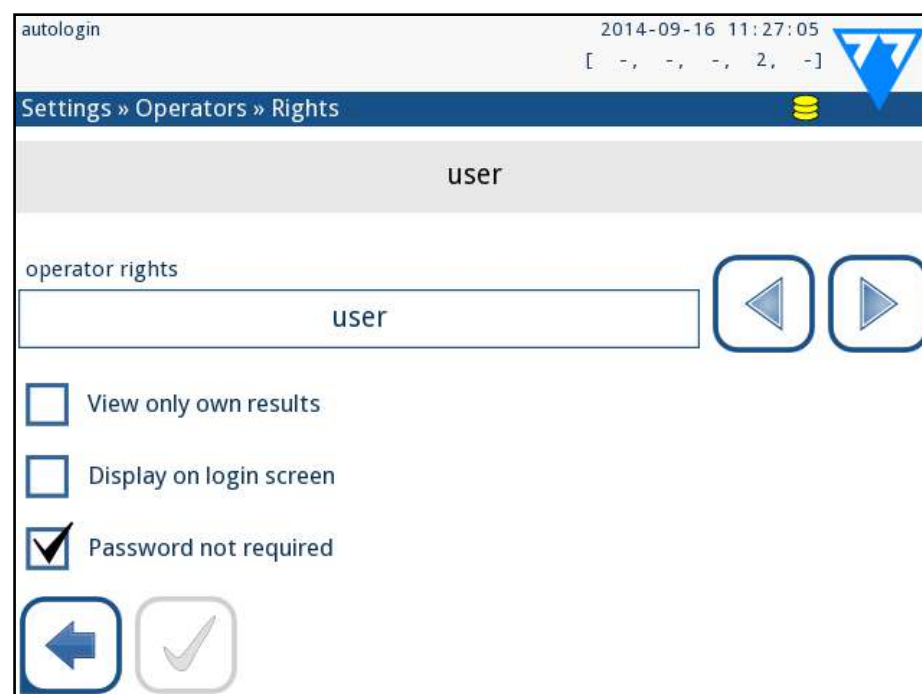 autologin
2014-09-16 11:27:05
[ -, -, -, 2, -]
Settings » Operators » Rights
user
operator rights
user
View only own results
Display on login screen
Password not required